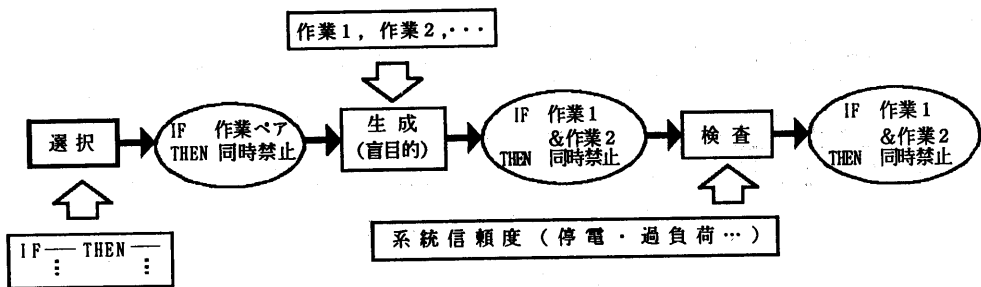 作業1, 作業2,・・・
選択
IF 作業ペア
THEN 同時禁止
生成
(盲目的)
IF 作業1
&作業2
THEN 同時禁止
検査
IF 作業1
&作業2
THEN 同時禁止
IF── THEN ──
⋮ ⋮
系統信頼度(停電・過負荷…)